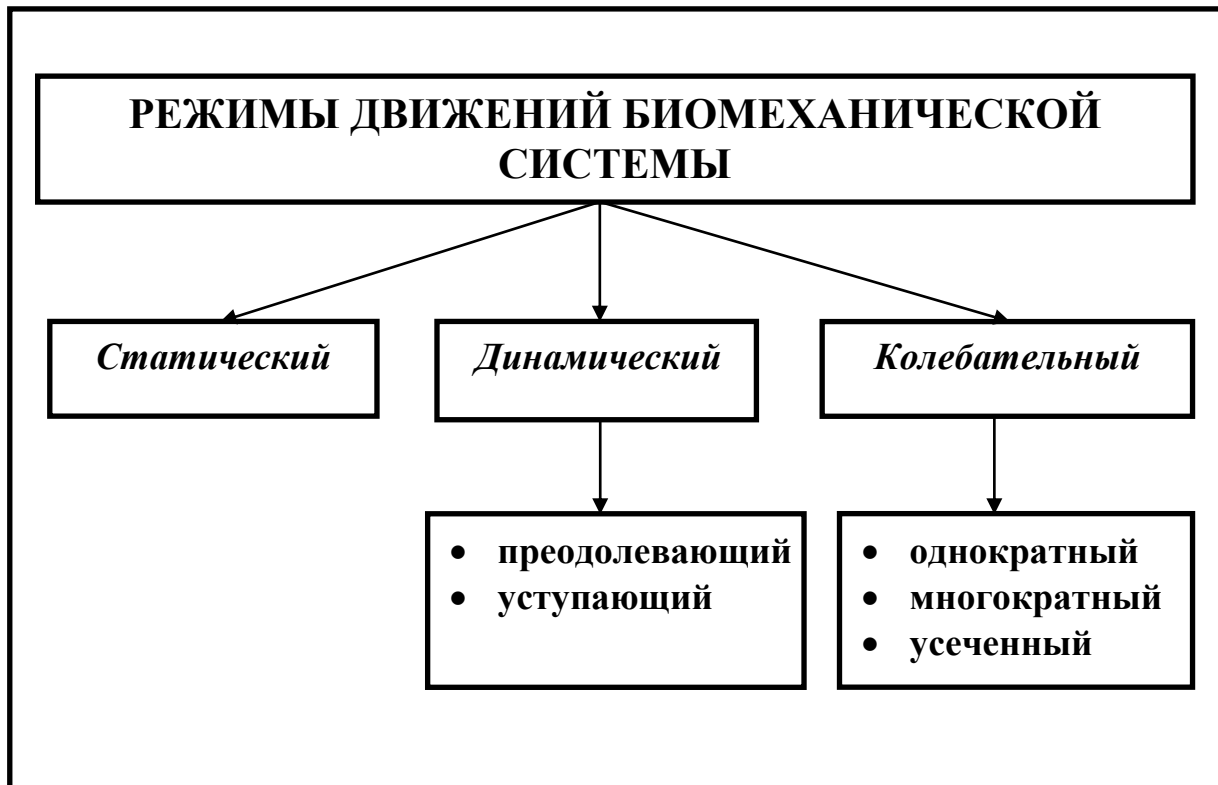 РЕЖИМЫ ДВИЖЕНИЙ БИОМЕХАНИЧЕСКОЙ
СИСТЕМЫ
Статический
Динамический
Колебательный
• преодолевающий
• уступающий
• однократный
• многократный
• усеченный